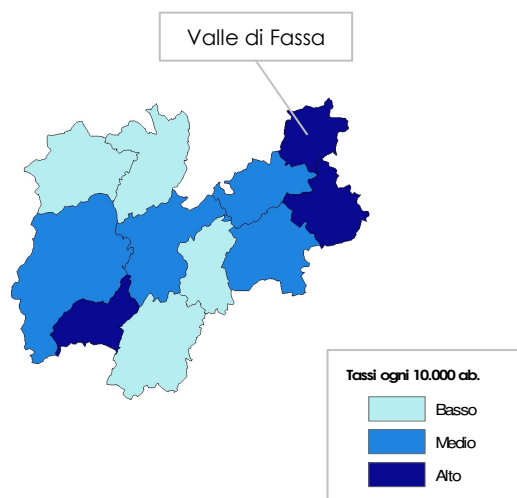 Valle di Fassa
Tassi ogni 10.000 ab.
Basso
Medio
Alto